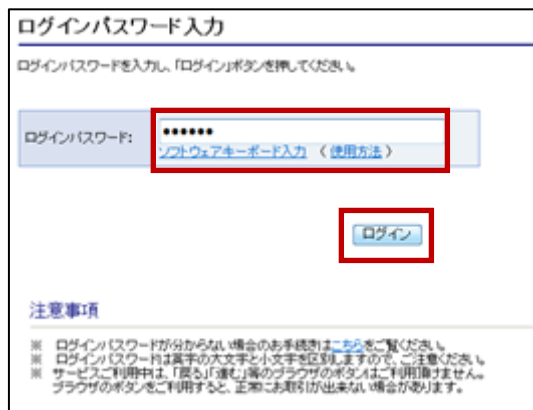 ログインパスワード入力
ログインパスワードを入力し、「ログイン」ボタンを押してください。
ログインパスワード:
●●●●●●
ソフトウェアキーボード入力 （ 使用方法 ）
ログイン
注意事項
※ ログインパスワードが分からない場合のお手続きはこちらをご覧ください。
※ ログインパスワードは英字の大文字と小文字を区別しますので、ご注意ください。
※ サービスご利用中は、「戻る」「進む」等のブラウザのボタンはご利用頂けません。
ブラウザのボタンをご利用すると、正常にお取引が出来ない場合があります。